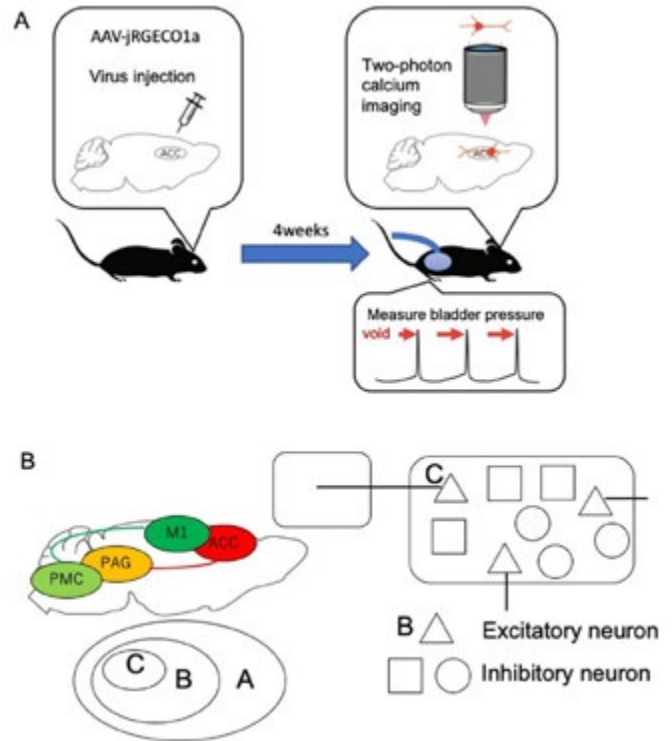 A
AAV-jRGECO1a
Virus injection
ACC
Two-photon
calcium
imaging
ACC
4weeks
Measure bladder pressure
void
B
M1
ACC
PAG
PMC
C
B
A
C
B Excitatory neuron
Inhibitory neuron